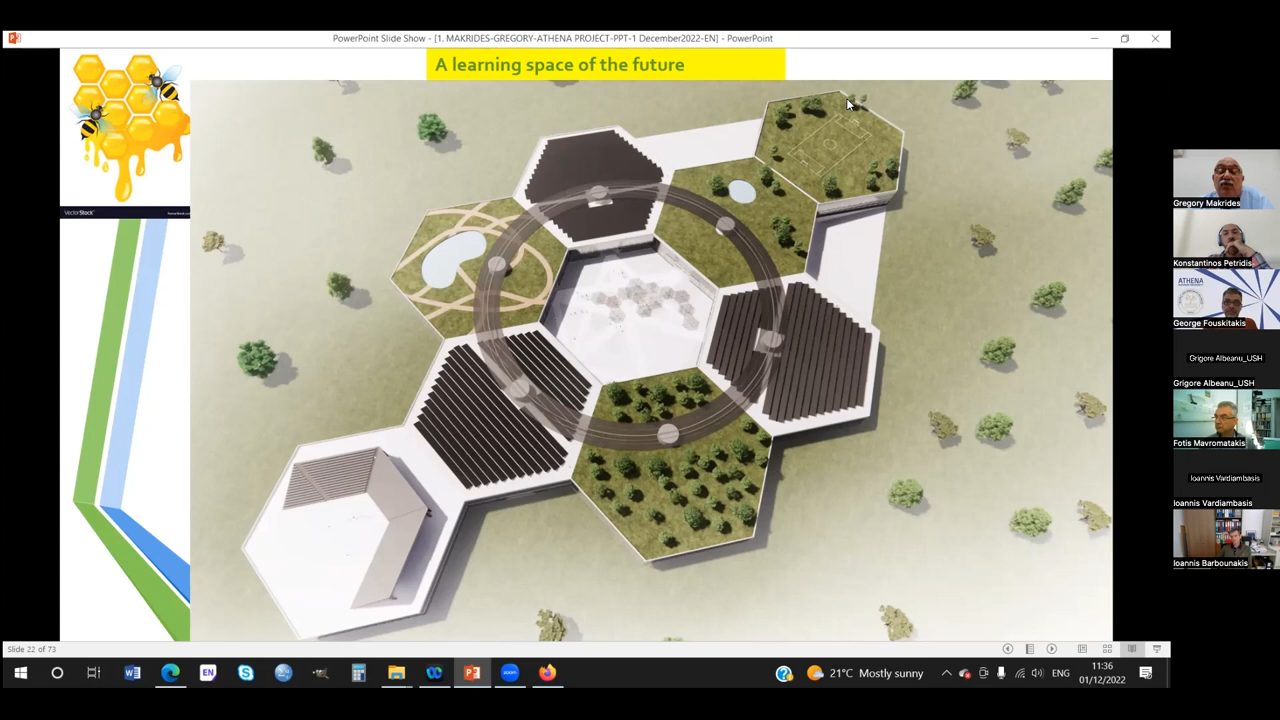 PowerPoint Slide Show - [1. MAKRIDES-GREGORY-ATHENA PROJECT-PPT-1 December2022-EN] - PowerPoint
A learning space of the future
VectorStock
Gregory Makrides
Konstantinos Petridis
ATHENA
George Fouskitakis
Grigore Albeanu_USH
Grigore Albeanu_USH
Fotis Mavromatakis
Ioannis Vardiambasis
Ioannis Vardiambasis
Ioannis Barbounakis
Slide 22 of 73
EN
zoom
21°C Mostly sunny
ENG
11:36
01/12/2022